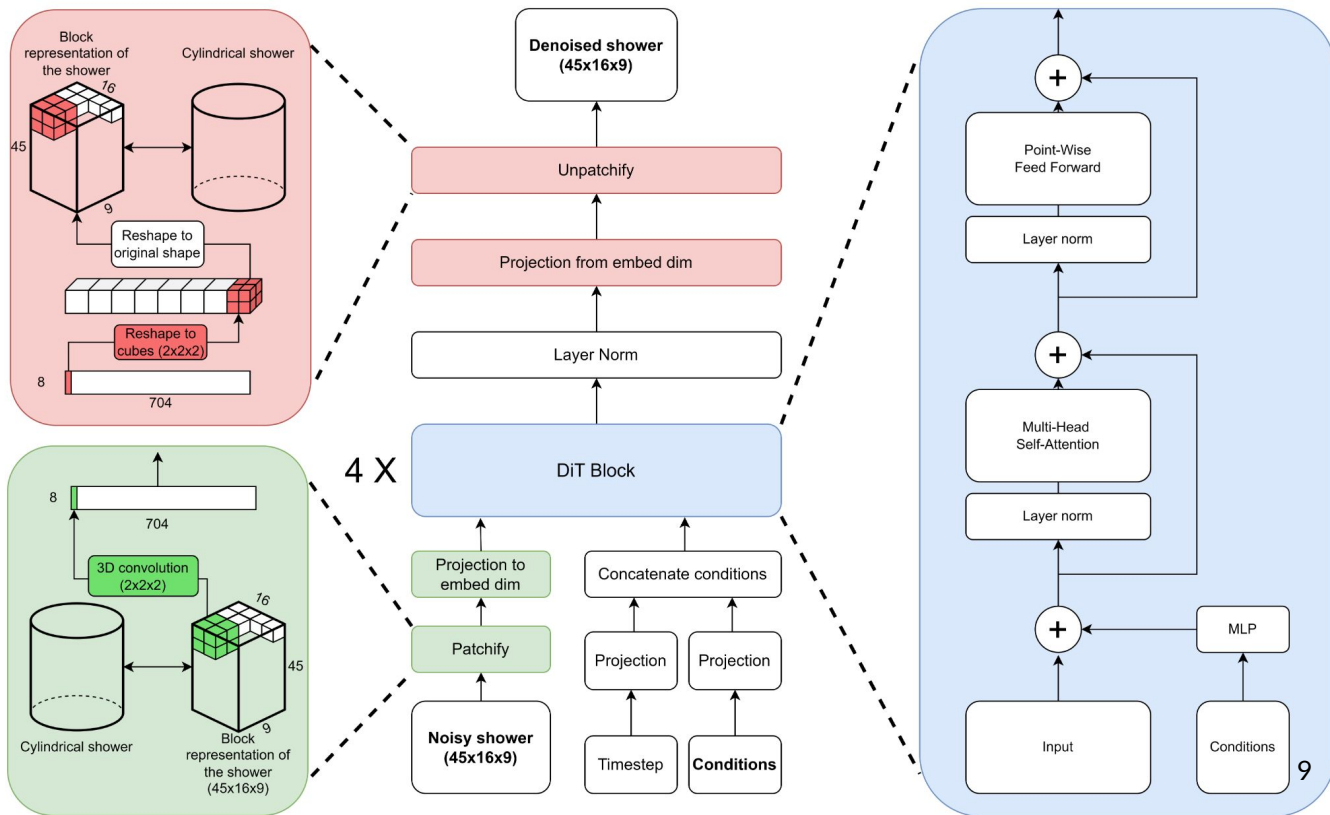 Block
representation of
the shower
Cylindrical shower
16
45
9
Reshape to
original shape
Reshape to
cubes (2x2x2)
8
704
8
704
3D convolution
(2x2x2)
16
45
9
Cylindrical shower
Block
representation of
the shower
(45x16x9)
Denoised shower
(45x16x9)
Unpatchify
Projection from embed dim
Layer Norm
4 X
DiT Block
Projection to
embed dim
Concatenate conditions
Patchify
Projection
Projection
Noisy shower
(45x16x9)
Timestep
Conditions
+
Point-Wise
Feed Forward
Layer norm
+
Multi-Head
Self-Attention
Layer norm
+
MLP
Input
Conditions
9